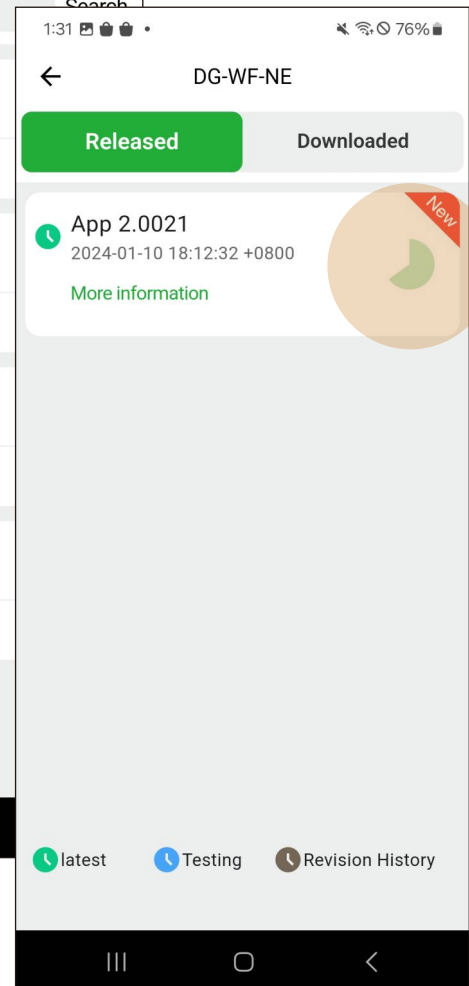 Search
1:31 76%
DG-WF-NE
Released Downloaded
New
App 2.0021
2024-01-10 18:12:32 +0800
More information
latest Testing Revision History